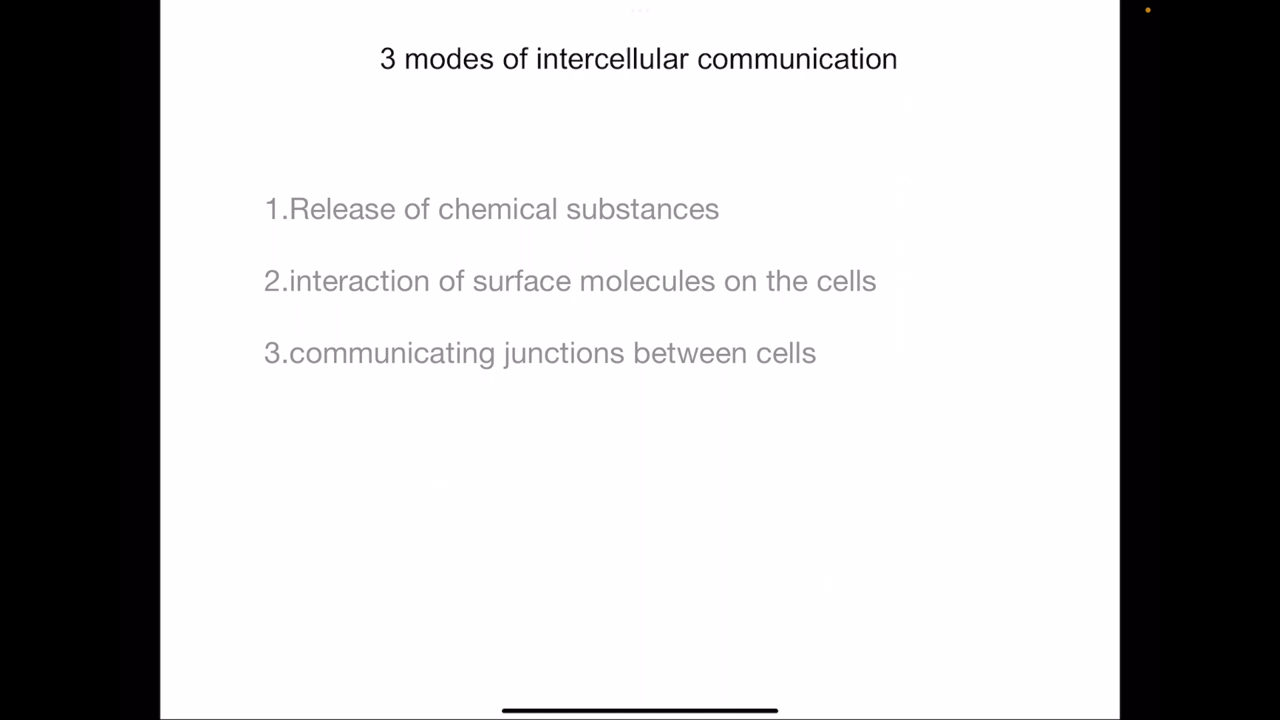 3 modes of intercellular communication
1.Release of chemical substances
2.interaction of surface molecules on the cells
3.communicating junctions between cells